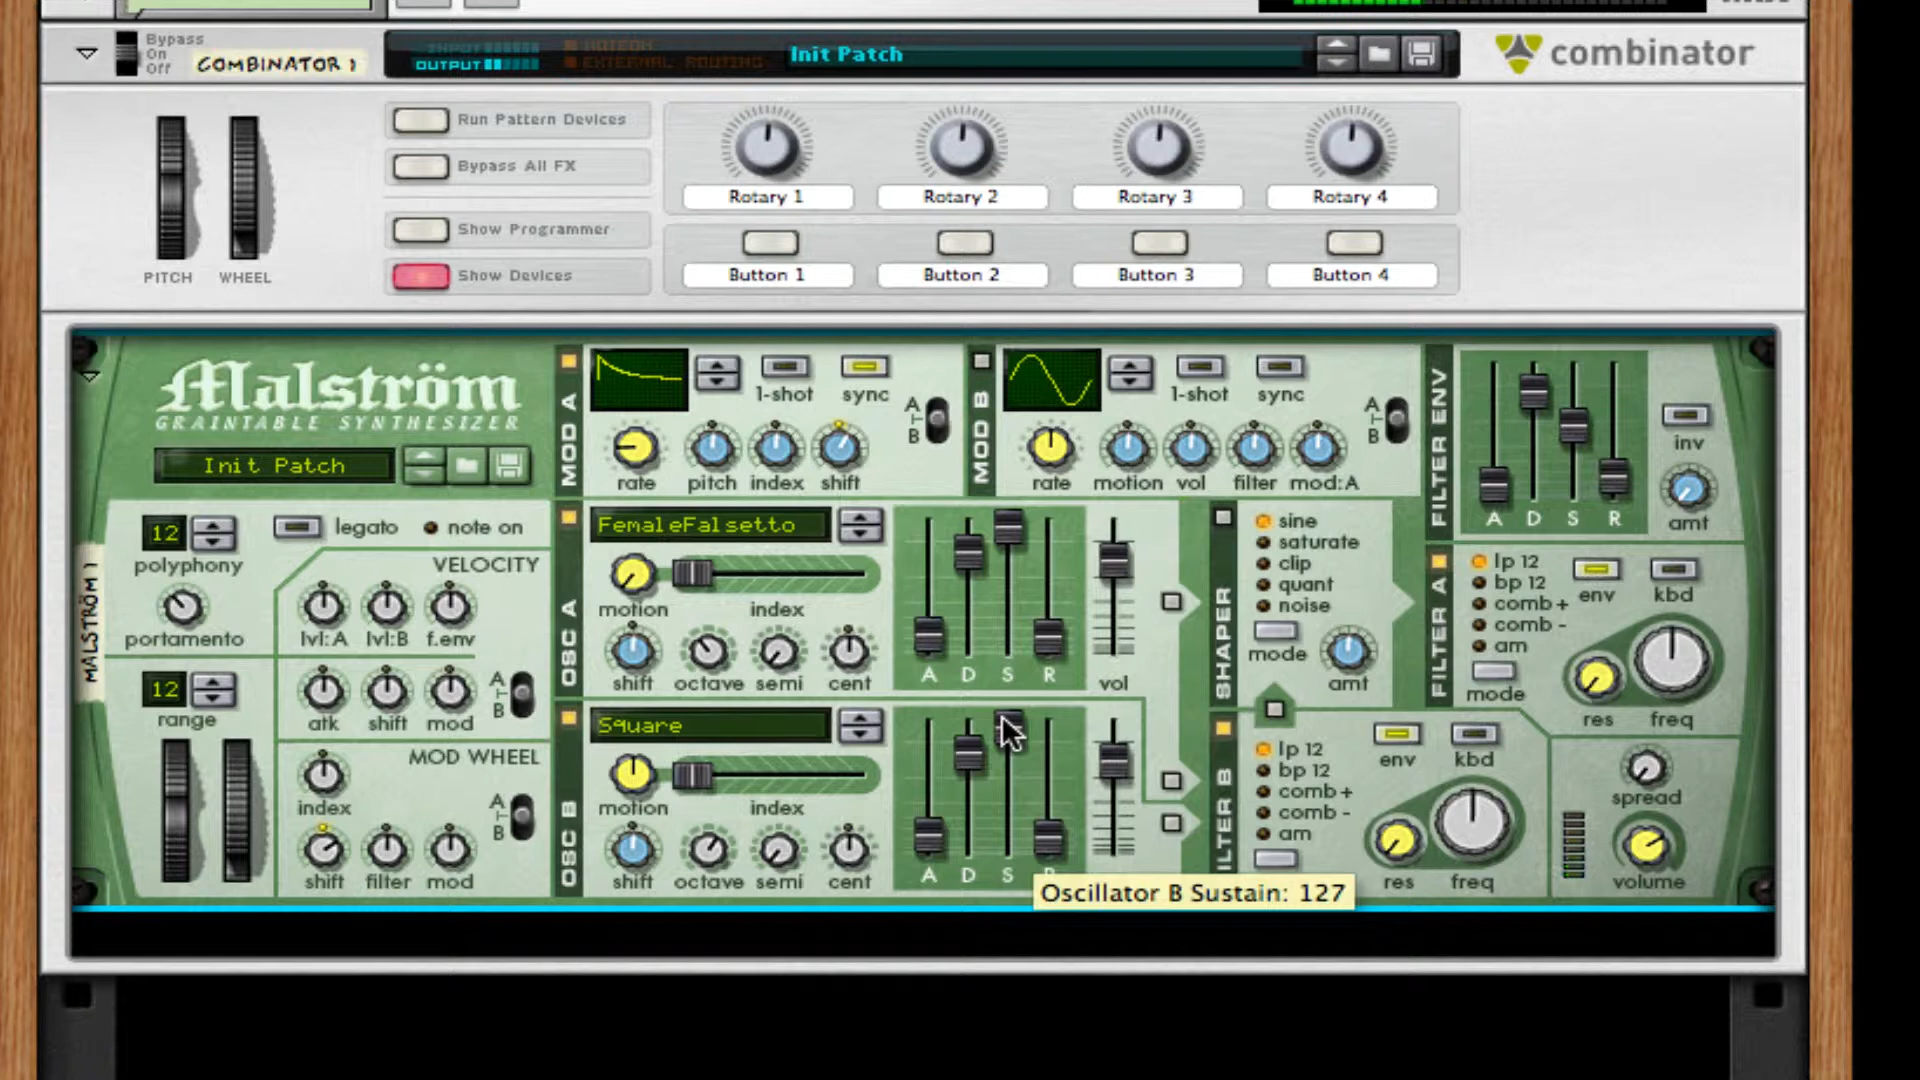 Bypass
On
Off
COMBINATOR 1
INPUT
OUTPUT
EXTERNAL ROUTING
Init Patch
combinator
PITCH
WHEEL
Run Pattern Devices
Bypass All FX
Show Programmer
Show Devices
Rotary 1
Rotary 2
Rotary 3
Rotary 4
Button 1
Button 2
Button 3
Button 4
MALSTRÖM 1
Malström
GRAINTABLE SYNTHESIZER
Init Patch
12
polyphony
legato
note on
portamento
VELOCITY
lvl:A
lvl:B
f.env
12
range
atk
shift
mod
A
B
MOD WHEEL
index
shift
filter
mod
A
B
MOD A
1-shot
sync
A
B
rate
pitch
index
shift
MOD B
1-shot
sync
A
B
rate
motion
vol
filter
mod:A
FILTER ENV
A
D
S
R
inv
amt
OSC A
FemaleFalsetto
motion
index
shift
octave
semi
cent
A
D
S
R
vol
OSC B
Square
motion
index
shift
octave
semi
cent
A
D
S
R
SHAPER
sine
saturate
clip
quant
noise
mode
amt
FILTER A
lp 12
bp 12
comb +
comb -
am
mode
env
kbd
res
freq
FILTER B
lp 12
bp 12
comb +
comb -
am
env
kbd
res
freq
spread
volume
Oscillator B Sustain: 127